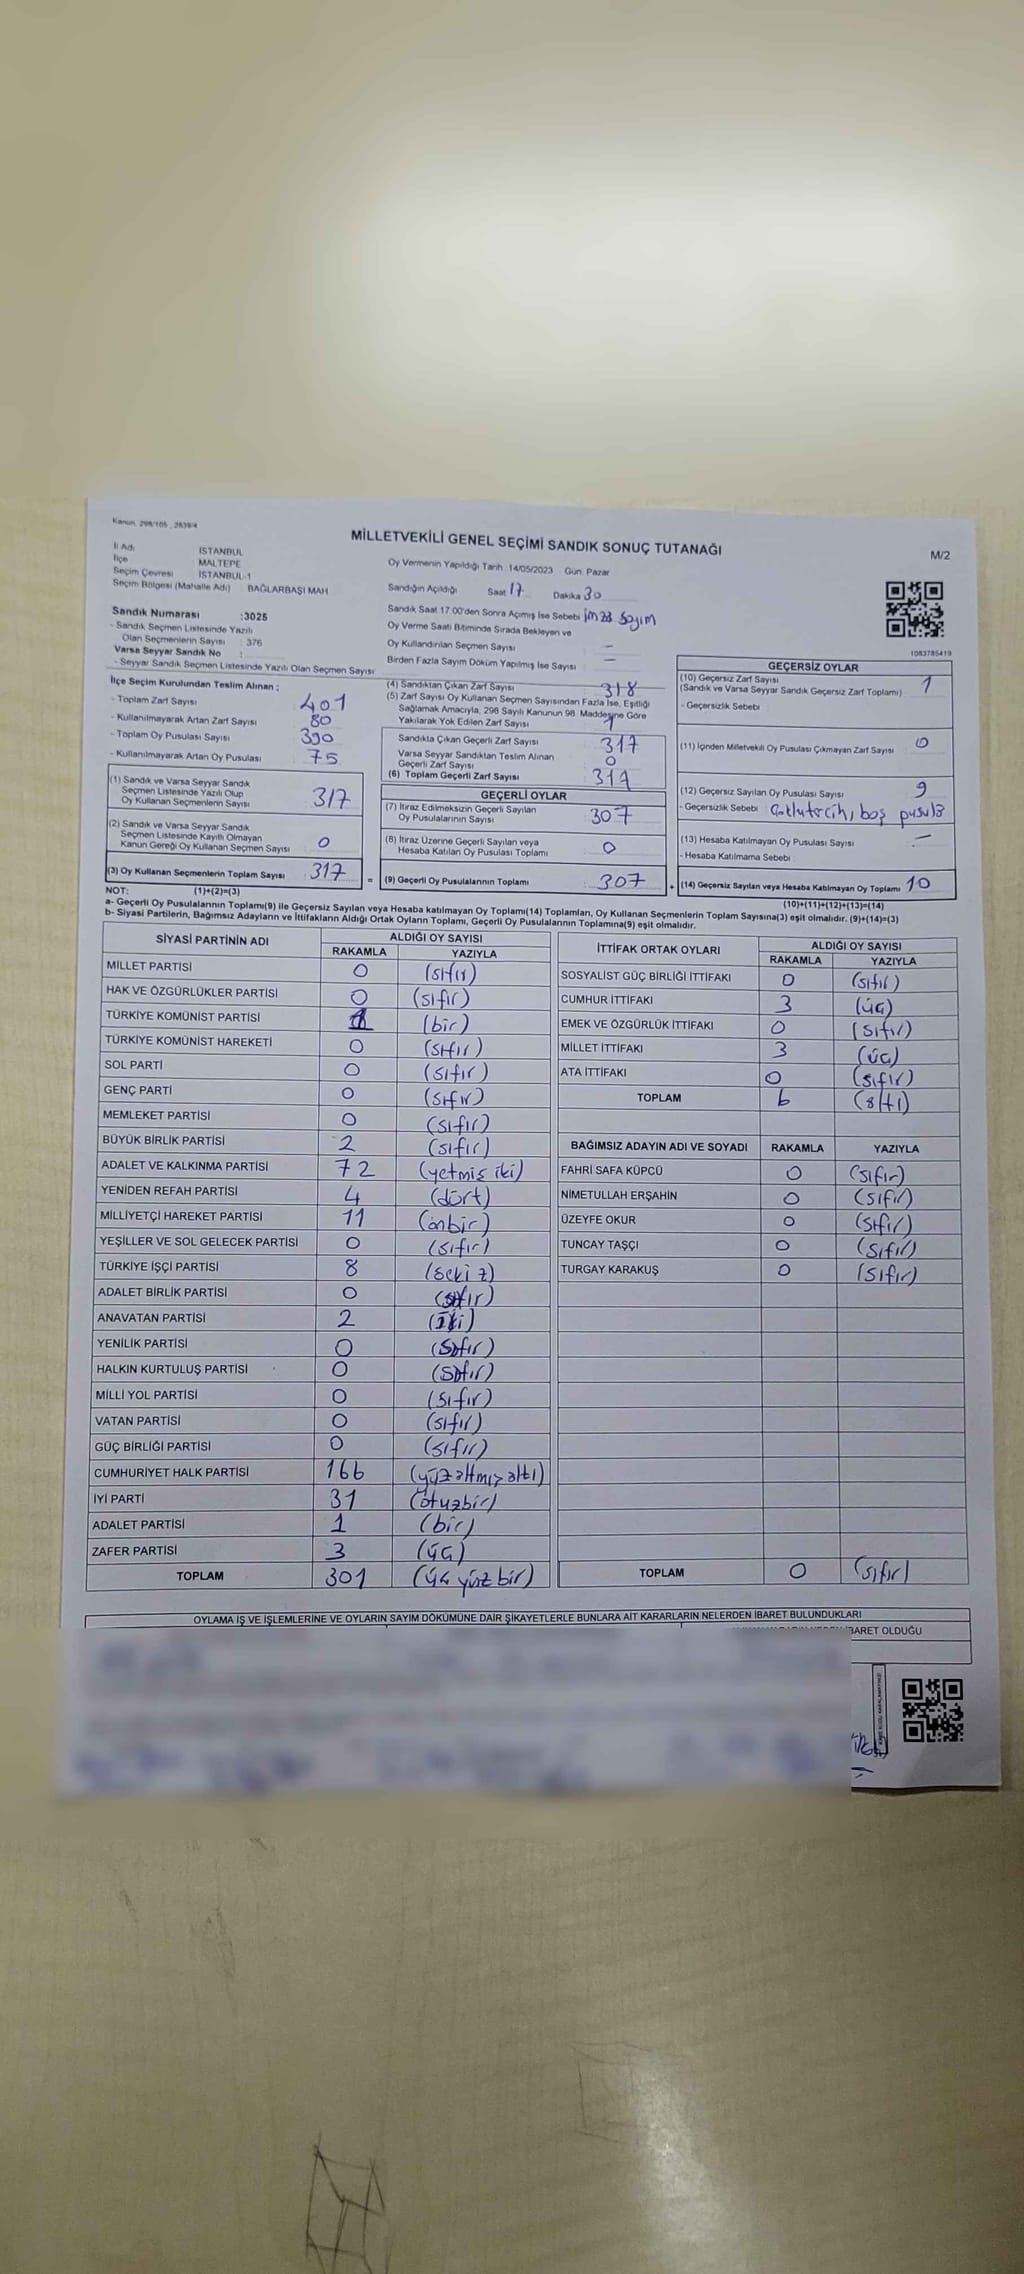 Kanun, 298/105 , 2839/4
MİLLETVEKİLİ GENEL SEÇİMİ SANDIK SONUÇ TUTANAĞI
M/2
İl Adı İSTANBUL
İlçe MALTEPE
Seçim Çevresi İSTANBUL-1
Seçim Bölgesi (Mahalle Adı) BAĞLARBAŞI MAH
Sandık Numarası :3025
- Sandık Seçmen Listesinde Yazılı
Olan Seçmenlerin Sayısı : 376
Varsa Seyyar Sandık No :
- Seyyar Sandık Seçmen Listesinde Yazılı Olan Seçmen Sayısı
Oy Vermenin Yapıldığı Tarih :14/05/2023 Gün: Pazar
Sandığın Açıldığı Saat 17 Dakika 30
Sandık Saat 17:00'den Sonra Açılmış İse Sebebi imza sayım
Oy Verme Saati Bitiminde Sırada Bekleyen ve
Oy Kullandırılan Seçmen Sayısı : —
Birden Fazla Sayım Döküm Yapılmış İse Sayısı : —
1083785419
İlçe Seçim Kurulundan Teslim Alınan :
- Toplam Zarf Sayısı 401
- Kullanılmayarak Artan Zarf Sayısı 80
- Toplam Oy Pusulası Sayısı 390
- Kullanılmayarak Artan Oy Pusulası 75
(1) Sandık ve Varsa Seyyar Sandık
Seçmen Listesinde Yazılı Olup
Oy Kullanan Seçmenlerin Sayısı 317
(2) Sandık ve Varsa Seyyar Sandık
Seçmen Listesinde Kayıtlı Olmayan
Kanun Gereği Oy Kullanan Seçmen Sayısı 0
(3) Oy Kullanan Seçmenlerin Toplam Sayısı 317
(4) Sandıktan Çıkan Zarf Sayısı 318
(5) Zarf Sayısı Oy Kullanan Seçmen Sayısından Fazla İse, Eşitliği
Sağlamak Amacıyla, 298 Sayılı Kanunun 98. Maddesine Göre
Yakılarak Yok Edilen Zarf Sayısı 1
Sandıkta Çıkan Geçerli Zarf Sayısı 317
Varsa Seyyar Sandıktan Teslim Alınan
Geçerli Zarf Sayısı 0
(6) Toplam Geçerli Zarf Sayısı 317
GEÇERLİ OYLAR
(7) İtiraz Edilmeksizin Geçerli Sayılan
Oy Pusulalarının Sayısı 307
(8) İtiraz Üzerine Geçerli Sayılan veya
Hesaba Katılan Oy Pusulası Toplamı 0
= (9) Geçerli Oy Pusulalarının Toplamı 307
GEÇERSİZ OYLAR
(10) Geçersiz Zarf Sayısı 1
(Sandık ve Varsa Seyyar Sandık Geçersiz Zarf Toplamı)
- Geçersizlik Sebebi
(11) İçinden Milletvekili Oy Pusulası Çıkmayan Zarf Sayısı 0
(12) Geçersiz Sayılan Oy Pusulası Sayısı 9
- Geçersizlik Sebebi Çoklu tercih, boş pusula
(13) Hesaba Katılmayan Oy Pusulası Sayısı —
- Hesaba Katılmama Sebebi
+ (14) Geçersiz Sayılan veya Hesaba Katılmayan Oy Toplamı 10
NOT: (1)+(2)=(3)
(10)+(11)+(12)+(13)=(14)
a- Geçerli Oy Pusulalarının Toplamı(9) ile Geçersiz Sayılan veya Hesaba katılmayan Oy Toplamı(14) Toplamları, Oy Kullanan Seçmenlerin Toplam Sayısına(3) eşit olmalıdır. (9)+(14)=(3)
b- Siyasi Partilerin, Bağımsız Adayların ve İttifakların Aldığı Ortak Oyların Toplamı, Geçerli Oy Pusulalarının Toplamına(9) eşit olmalıdır.
SİYASİ PARTİNİN ADI ALDIĞI OY SAYISI
RAKAMLA YAZIYLA
MİLLET PARTİSİ 0 (sıfır)
HAK VE ÖZGÜRLÜKLER PARTİSİ 0 (sıfır)
TÜRKİYE KOMÜNİST PARTİSİ 1 (bir)
TÜRKİYE KOMÜNİST HAREKETİ 0 (sıfır)
SOL PARTİ 0 (sıfır)
GENÇ PARTİ 0 (sıfır)
MEMLEKET PARTİSİ 0 (sıfır)
BÜYÜK BİRLİK PARTİSİ 2 (sıfır)
ADALET VE KALKINMA PARTİSİ 72 (yetmiş iki)
YENİDEN REFAH PARTİSİ 4 (dört)
MİLLİYETÇİ HAREKET PARTİSİ 11 (onbir)
YEŞİLLER VE SOL GELECEK PARTİSİ 0 (sıfır)
TÜRKİYE İŞÇİ PARTİSİ 8 (sekiz)
ADALET BİRLİK PARTİSİ 0 (sıfır)
ANAVATAN PARTİSİ 2 (İki)
YENİLİK PARTİSİ 0 (sıfır)
HALKIN KURTULUŞ PARTİSİ 0 (sıfır)
MİLLİ YOL PARTİSİ 0 (sıfır)
VATAN PARTİSİ 0 (sıfır)
GÜÇ BİRLİĞİ PARTİSİ 0 (sıfır)
CUMHURİYET HALK PARTİSİ 166 (yüzaltmışaltı)
İYİ PARTİ 31 (otuzbir)
ADALET PARTİSİ 1 (bir)
ZAFER PARTİSİ 3 (üç)
TOPLAM 301 (üç yüz bir)
İTTİFAK ORTAK OYLARI ALDIĞI OY SAYISI
RAKAMLA YAZIYLA
SOSYALİST GÜÇ BİRLİĞİ İTTİFAKI 0 (sıfır)
CUMHUR İTTİFAKI 3 (üç)
EMEK VE ÖZGÜRLÜK İTTİFAKI 0 (sıfır)
MİLLET İTTİFAKI 3 (üç)
ATA İTTİFAKI 0 (sıfır)
TOPLAM 6 (altı)
BAĞIMSIZ ADAYIN ADI VE SOYADI RAKAMLA YAZIYLA
FAHRİ SAFA KÜPCÜ 0 (sıfır)
NİMETULLAH ERŞAHİN 0 (sıfır)
ÜZEYFE OKUR 0 (sıfır)
TUNCAY TAŞÇI 0 (sıfır)
TURGAY KARAKUŞ 0 (sıfır)
TOPLAM 0 (sıfır)
OYLAMA İŞ VE İŞLEMLERİNE VE OYLARIN SAYIM DÖKÜMÜNE DAİR ŞİKAYETLERLE BUNLARA AİT KARARLARIN NELERDEN İBARET BULUNDUKLARI
İBARET OLDUĞU